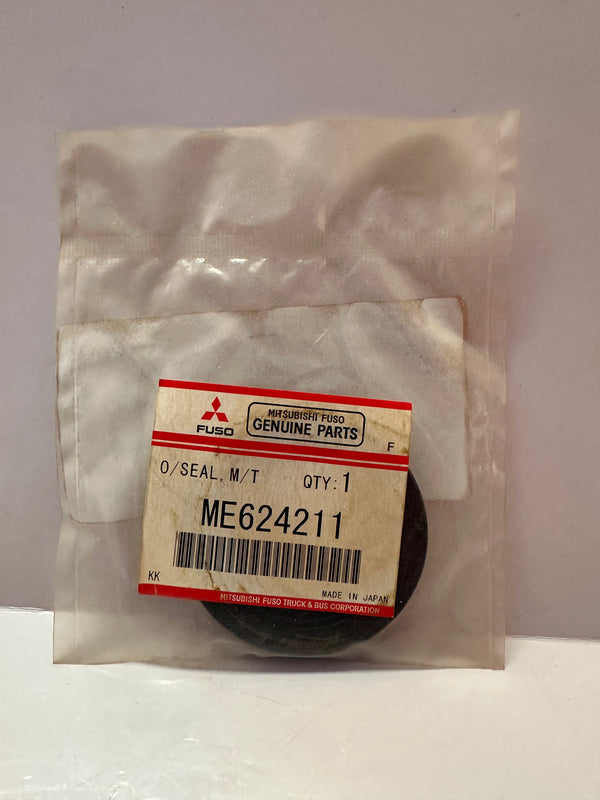 MITSUBISHI FUSO
GENUINE PARTS
FUSO
F
O/SEAL, M/T QTY: 1
ME624211
KK
MADE IN JAPAN
MITSUBISHI FUSO TRUCK & BUS CORPORATION